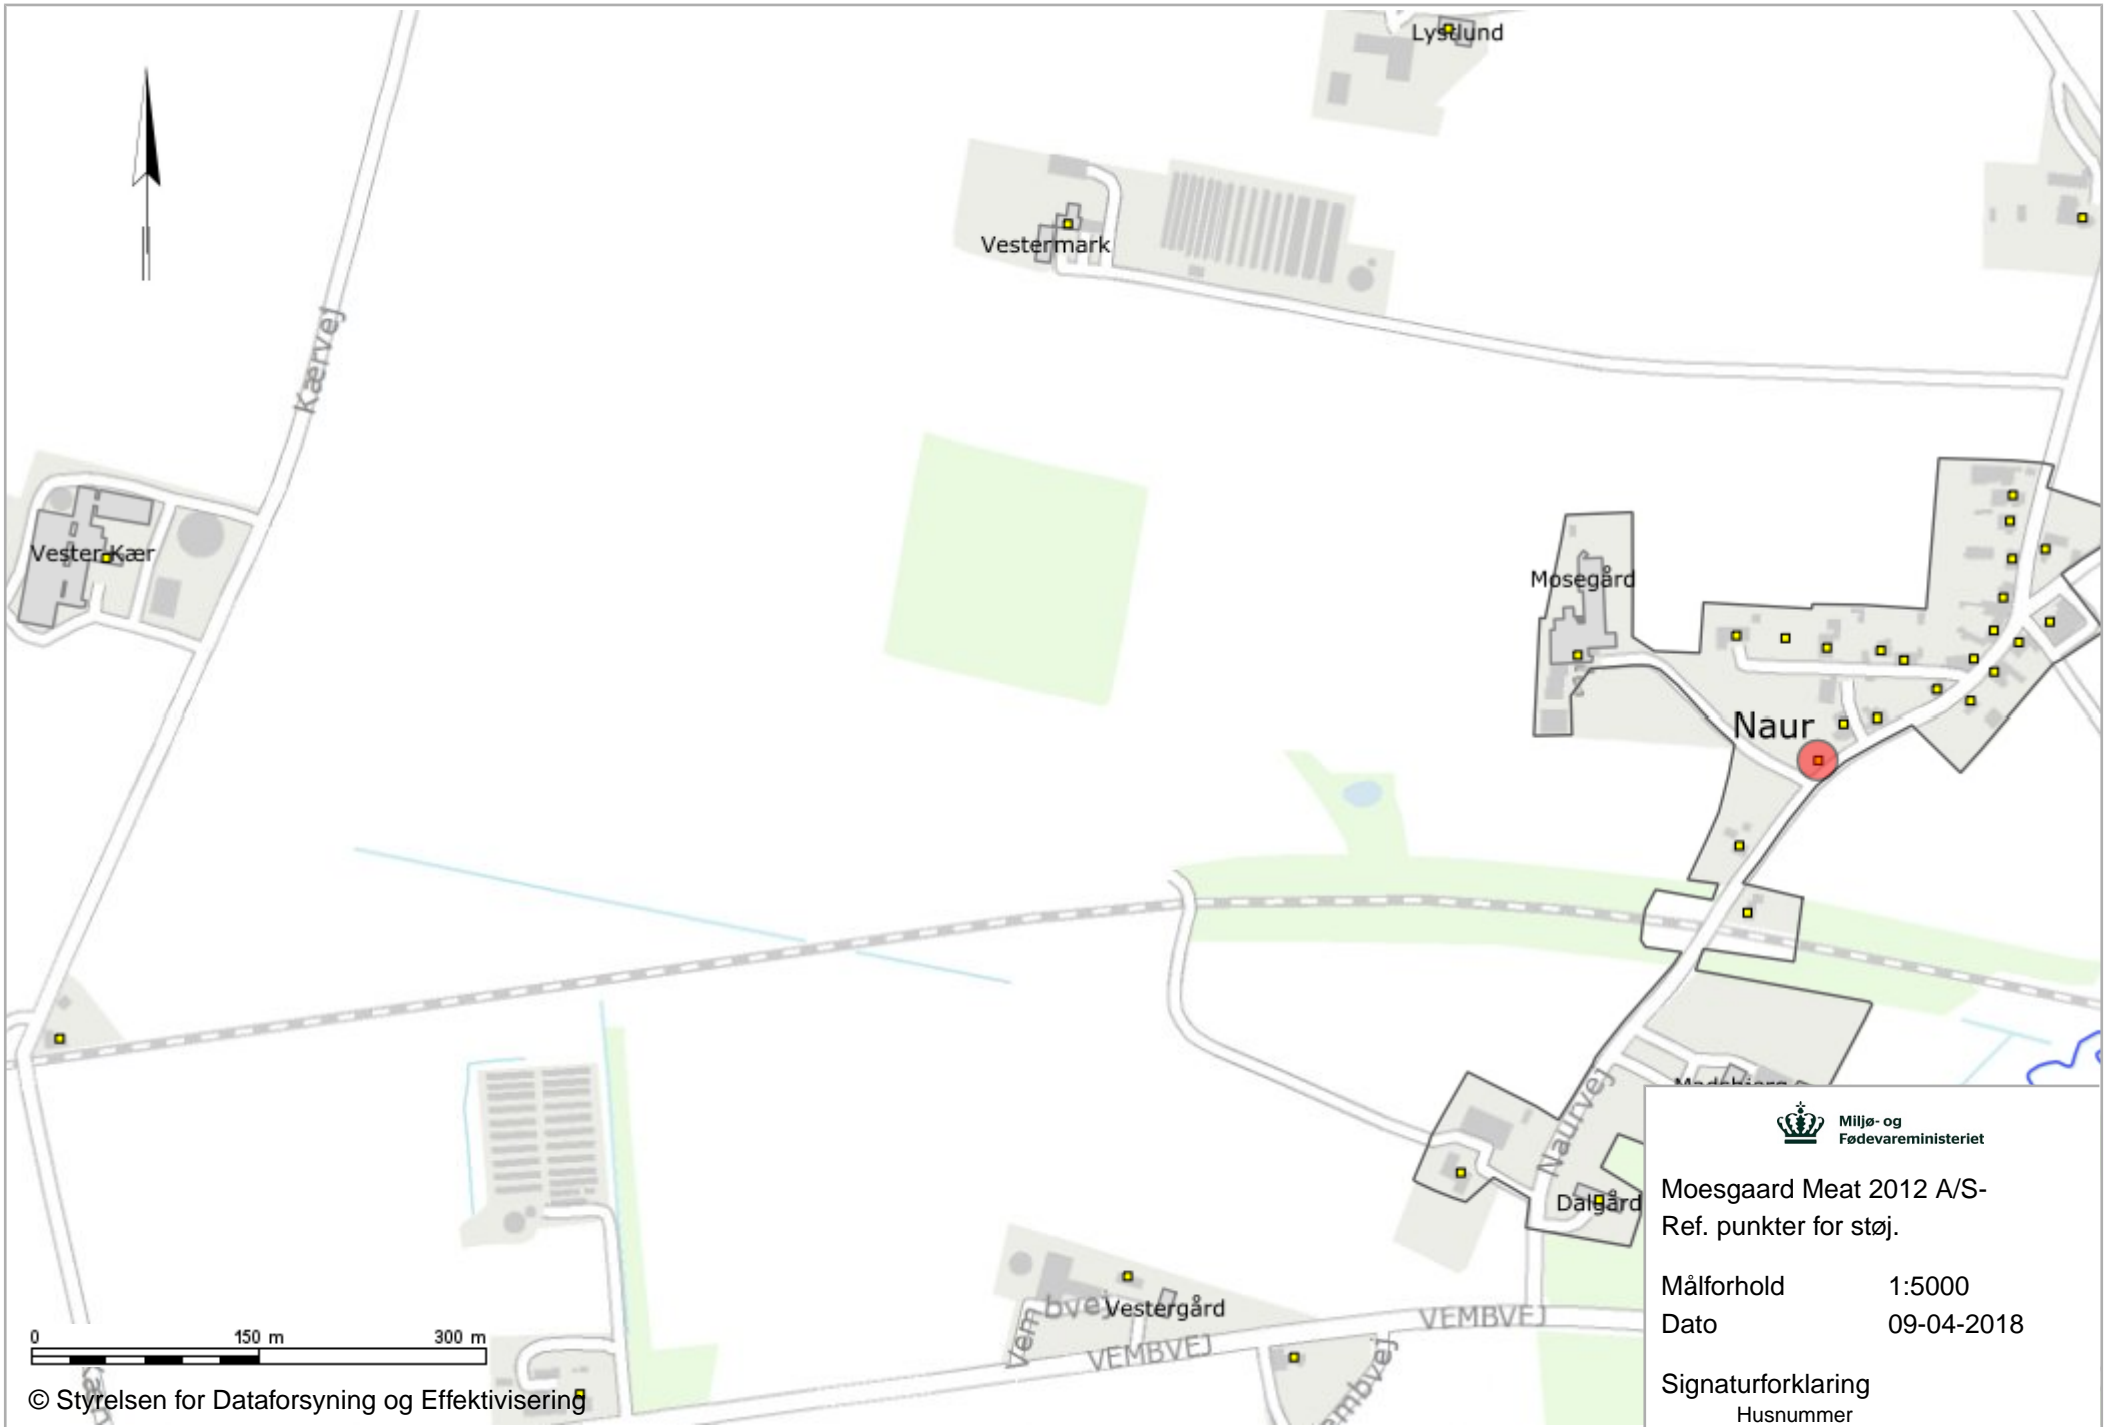 Lystlund
Vestermark
Kærvej
Vester Kær
Mosegård
Naur
Naurvej
Dalgård
Vestergård
Vembvej
VEMBVEJ
VEMBVEJ
0 150 m 300 m
© Styrelsen for Dataforsyning og Effektivisering
Miljø- og
Fødevareministeriet
Moesgaard Meat 2012 A/S-
Ref. punkter for støj.
Målforhold 1:5000
Dato 09-04-2018
Signaturforklaring
Husnummer